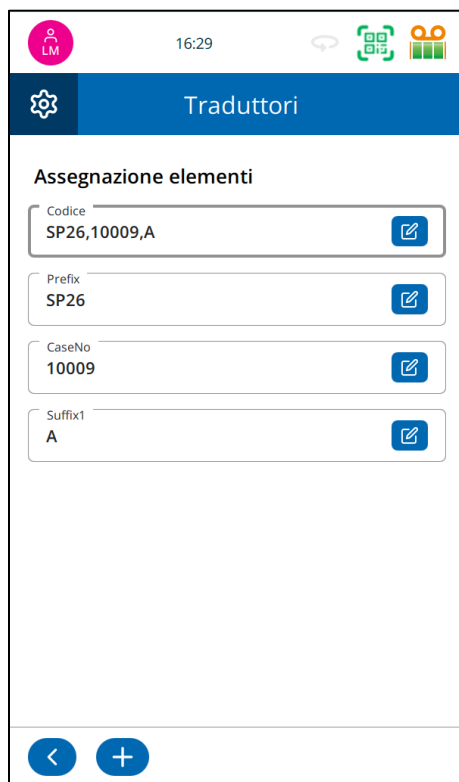 LM
16:29
Traduttori
Assegnazione elementi
Codice
SP26,10009,A
Prefix
SP26
CaseNo
10009
Suffix1
A